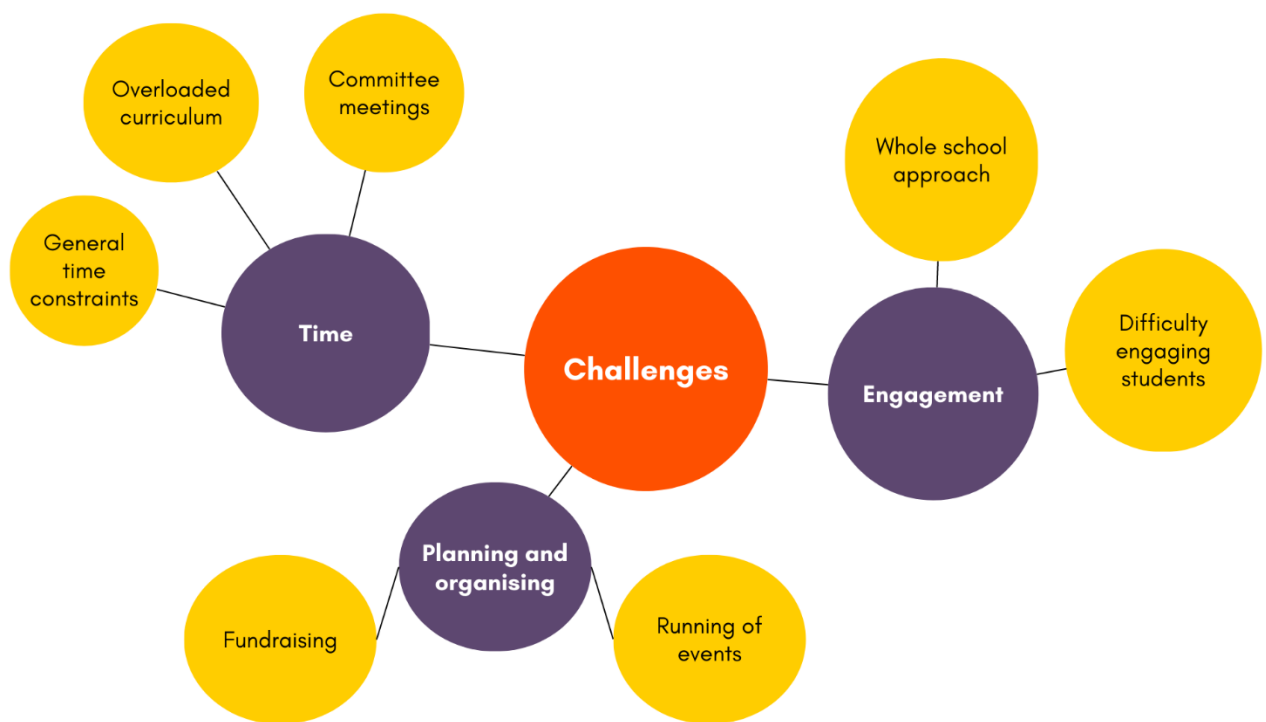 Overloaded
curriculum
Committee
meetings
General
time
constraints
Time
Challenges
Whole school
approach
Engagement
Difficulty
engaging
students
Planning and
organising
Fundraising
Running of
events